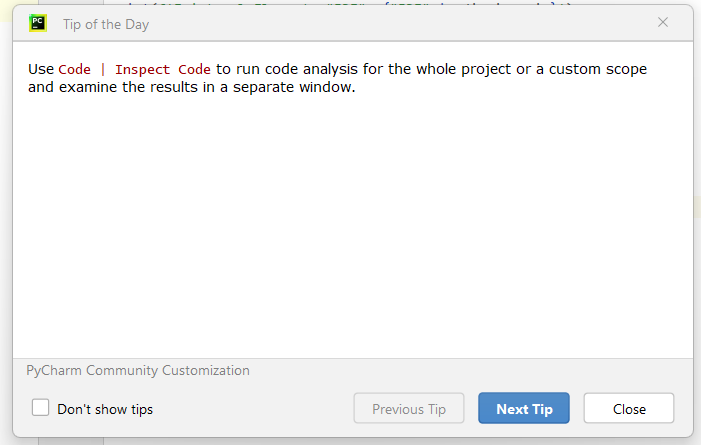 PC
Tip of the Day
Use Code | Inspect Code to run code analysis for the whole project or a custom scope
and examine the results in a separate window.
PyCharm Community Customization
Don't show tips
Previous Tip
Next Tip
Close